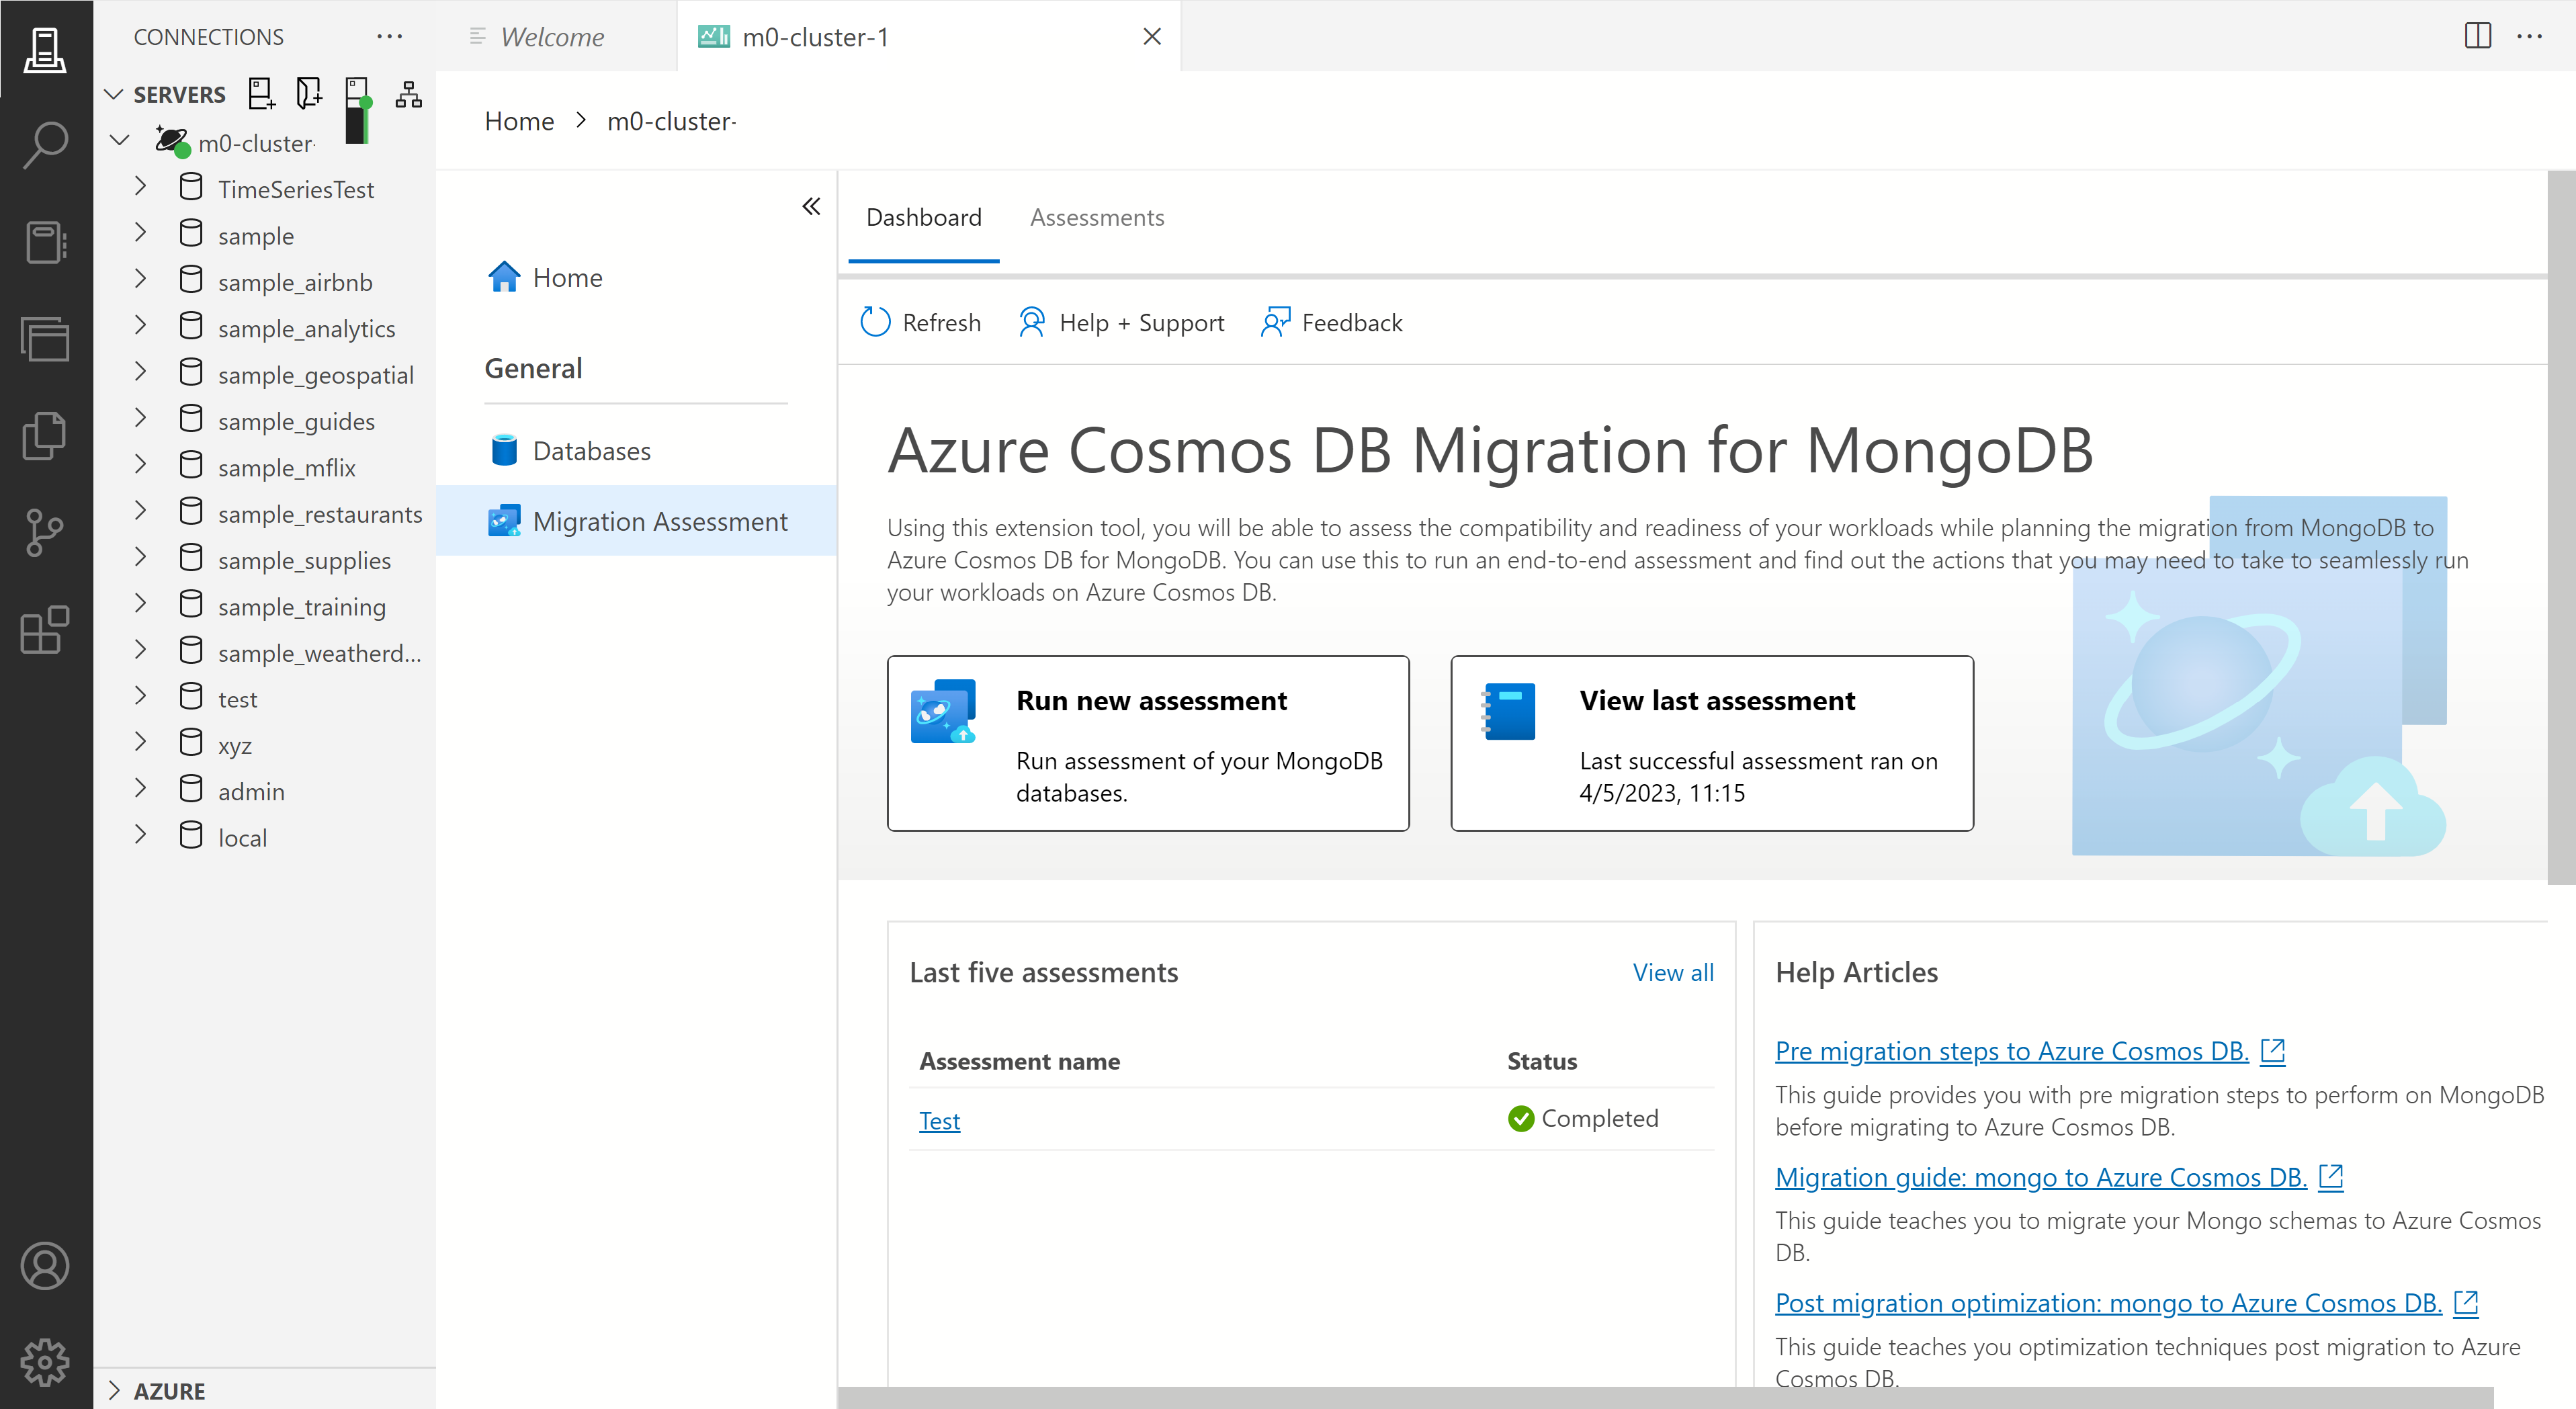 CONNECTIONS
SERVERS
m0-cluster-
TimeSeriesTest
sample
sample_airbnb
sample_analytics
sample_geospatial
sample_guides
sample_mflix
sample_restaurants
sample_supplies
sample_training
sample_weatherd...
test
xyz
admin
local
AZURE
Welcome
m0-cluster-1
Home > m0-cluster-
Home
General
Databases
Migration Assessment
Dashboard
Assessments
Refresh
Help + Support
Feedback
Azure Cosmos DB Migration for MongoDB
Using this extension tool, you will be able to assess the compatibility and readiness of your workloads while planning the migration from MongoDB to
Azure Cosmos DB for MongoDB. You can use this to run an end-to-end assessment and find out the actions that you may need to take to seamlessly run
your workloads on Azure Cosmos DB.
Run new assessment
Run assessment of your MongoDB
databases.
View last assessment
Last successful assessment ran on
4/5/2023, 11:15
Last five assessments
View all
Assessment name
Status
Test
Completed
Help Articles
Pre migration steps to Azure Cosmos DB.
This guide provides you with pre migration steps to perform on MongoDB
before migrating to Azure Cosmos DB.
Migration guide: mongo to Azure Cosmos DB.
This guide teaches you to migrate your Mongo schemas to Azure Cosmos
DB.
Post migration optimization: mongo to Azure Cosmos DB.
This guide teaches you optimization techniques post migration to Azure
Cosmos DB.